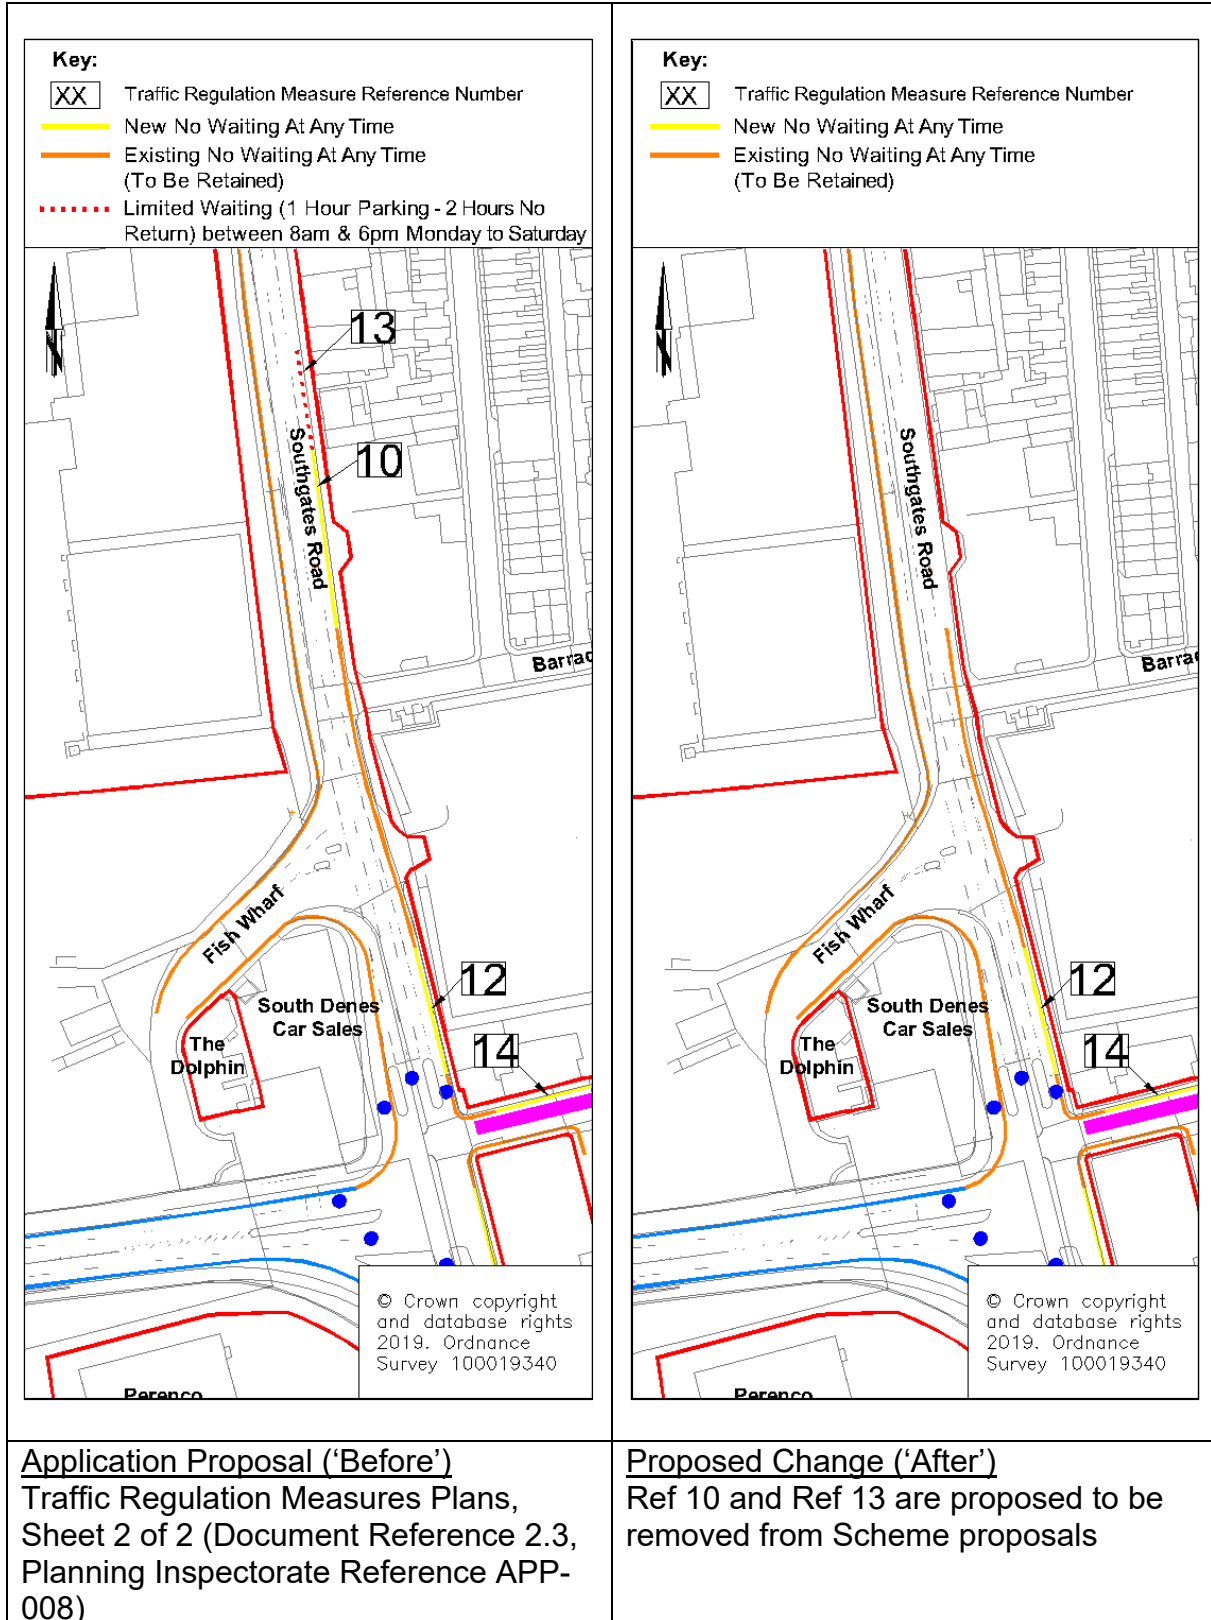 Key:
XX Traffic Regulation Measure Reference Number
New No Waiting At Any Time
Existing No Waiting At Any Time
(To Be Retained)
Limited Waiting (1 Hour Parking - 2 Hours No
Return) between 8am & 6pm Monday to Saturday
N
13
10
Southgates Road
Barrac
Fish Wharf
12
South Denes
Car Sales
The
Dolphin
14
© Crown copyright
and database rights
2019. Ordnance
Survey 100019340
Perenco
Application Proposal (‘Before’)
Traffic Regulation Measures Plans,
Sheet 2 of 2 (Document Reference 2.3,
Planning Inspectorate Reference APP-
008)
Key:
XX Traffic Regulation Measure Reference Number
New No Waiting At Any Time
Existing No Waiting At Any Time
(To Be Retained)
N
Southgates Road
Barra
Fish Wharf
12
South Denes
Car Sales
The
Dolphin
14
© Crown copyright
and database rights
2019. Ordnance
Survey 100019340
Perenco
Proposed Change (‘After’)
Ref 10 and Ref 13 are proposed to be
removed from Scheme proposals